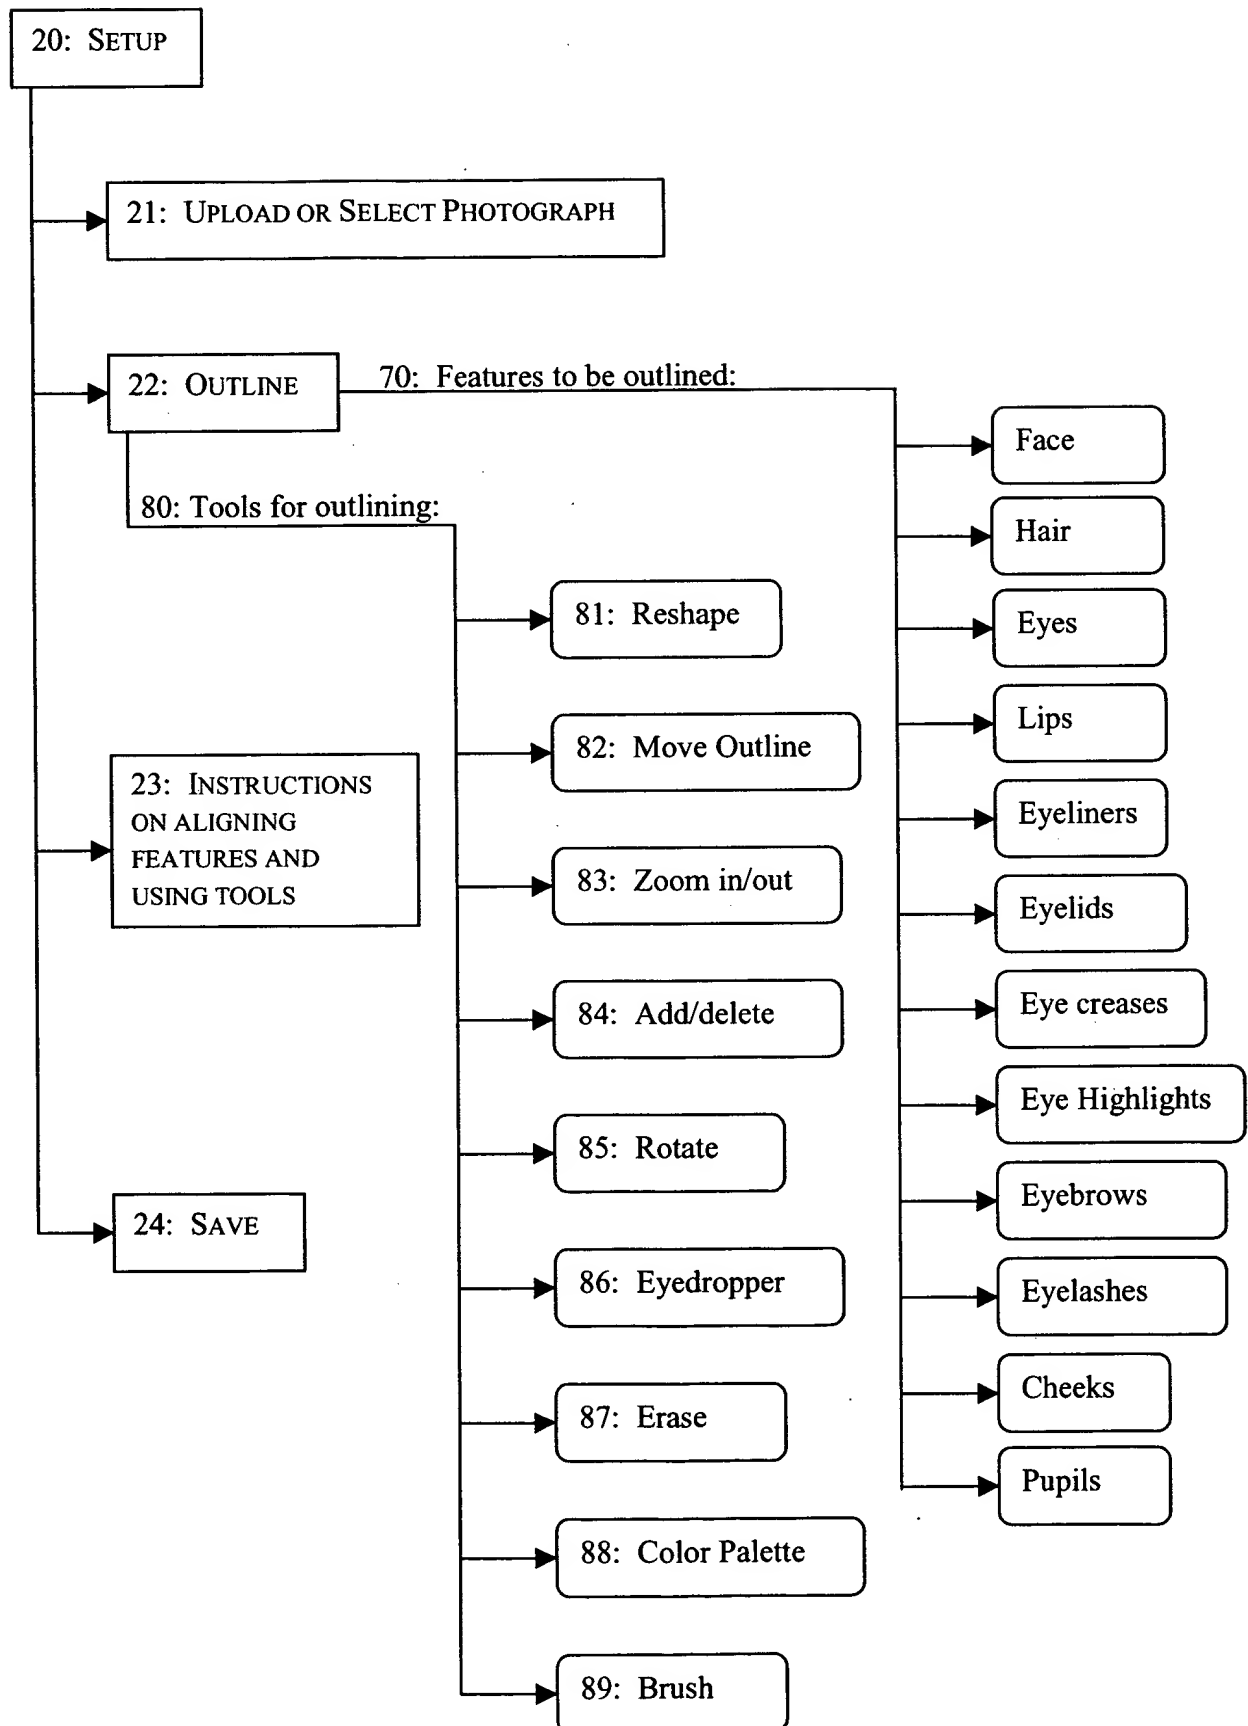 20: SETUP
21: UPLOAD OR SELECT PHOTOGRAPH
22: OUTLINE
70: Features to be outlined:
Face
Hair
Eyes
Lips
Eyeliners
Eyelids
Eye creases
Eye Highlights
Eyebrows
Eyelashes
Cheeks
Pupils
80: Tools for outlining:
81: Reshape
82: Move Outline
83: Zoom in/out
84: Add/delete
85: Rotate
86: Eyedropper
87: Erase
88: Color Palette
89: Brush
23: INSTRUCTIONS
ON ALIGNING
FEATURES AND
USING TOOLS
24: SAVE